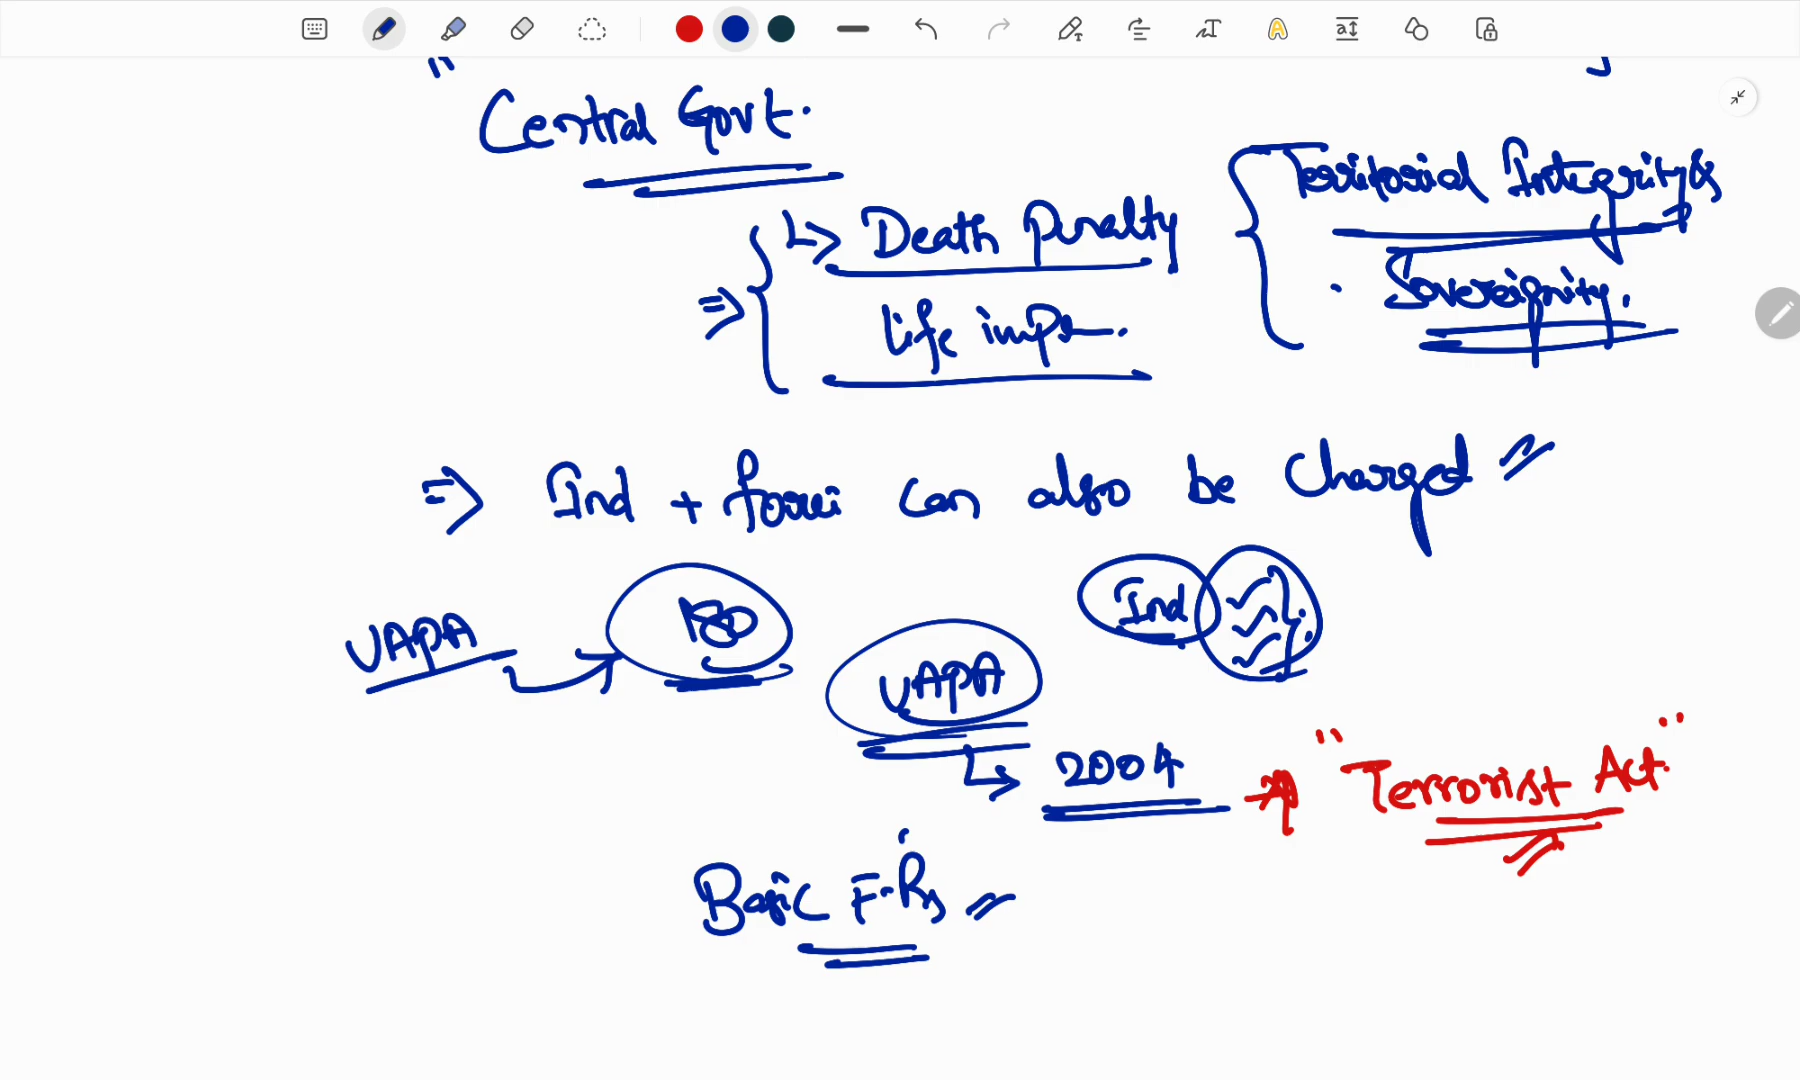 Central Govt.
Territorial Integrity &
Sovereignity.
Death Penalty
life imp
⇒ Ind + forei can also be Charged
Ind
UAPA
UAPA
2004 → "Terrorist Act"
Basic F.Rs